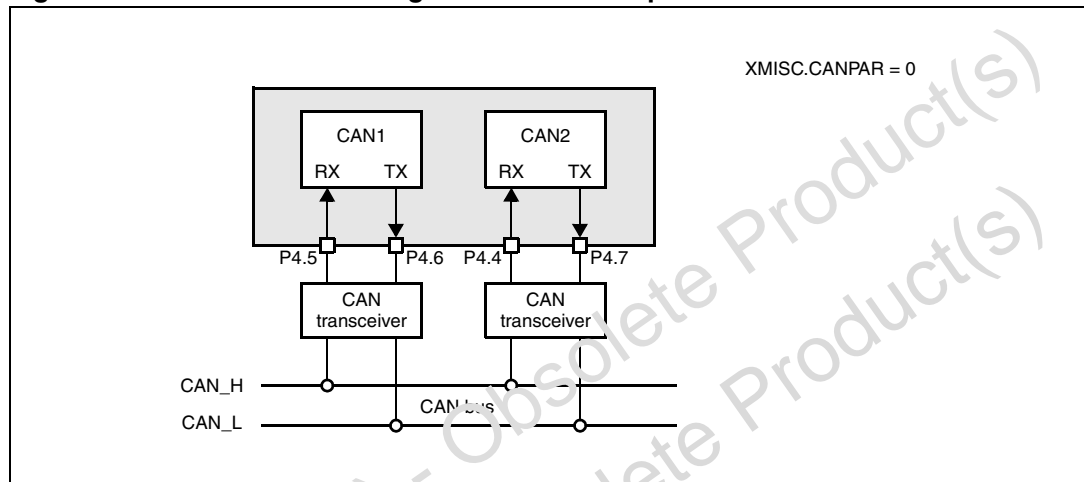 XMISC.CANPAR = 0
CAN1
CAN2
RX TX
RX TX
P4.5
P4.6
P4.4
P4.7
CAN
transceiver
CAN
transceiver
CAN_H
CAN bus
CAN_L
Obsolete Product(s)
Obsolete Product(s)